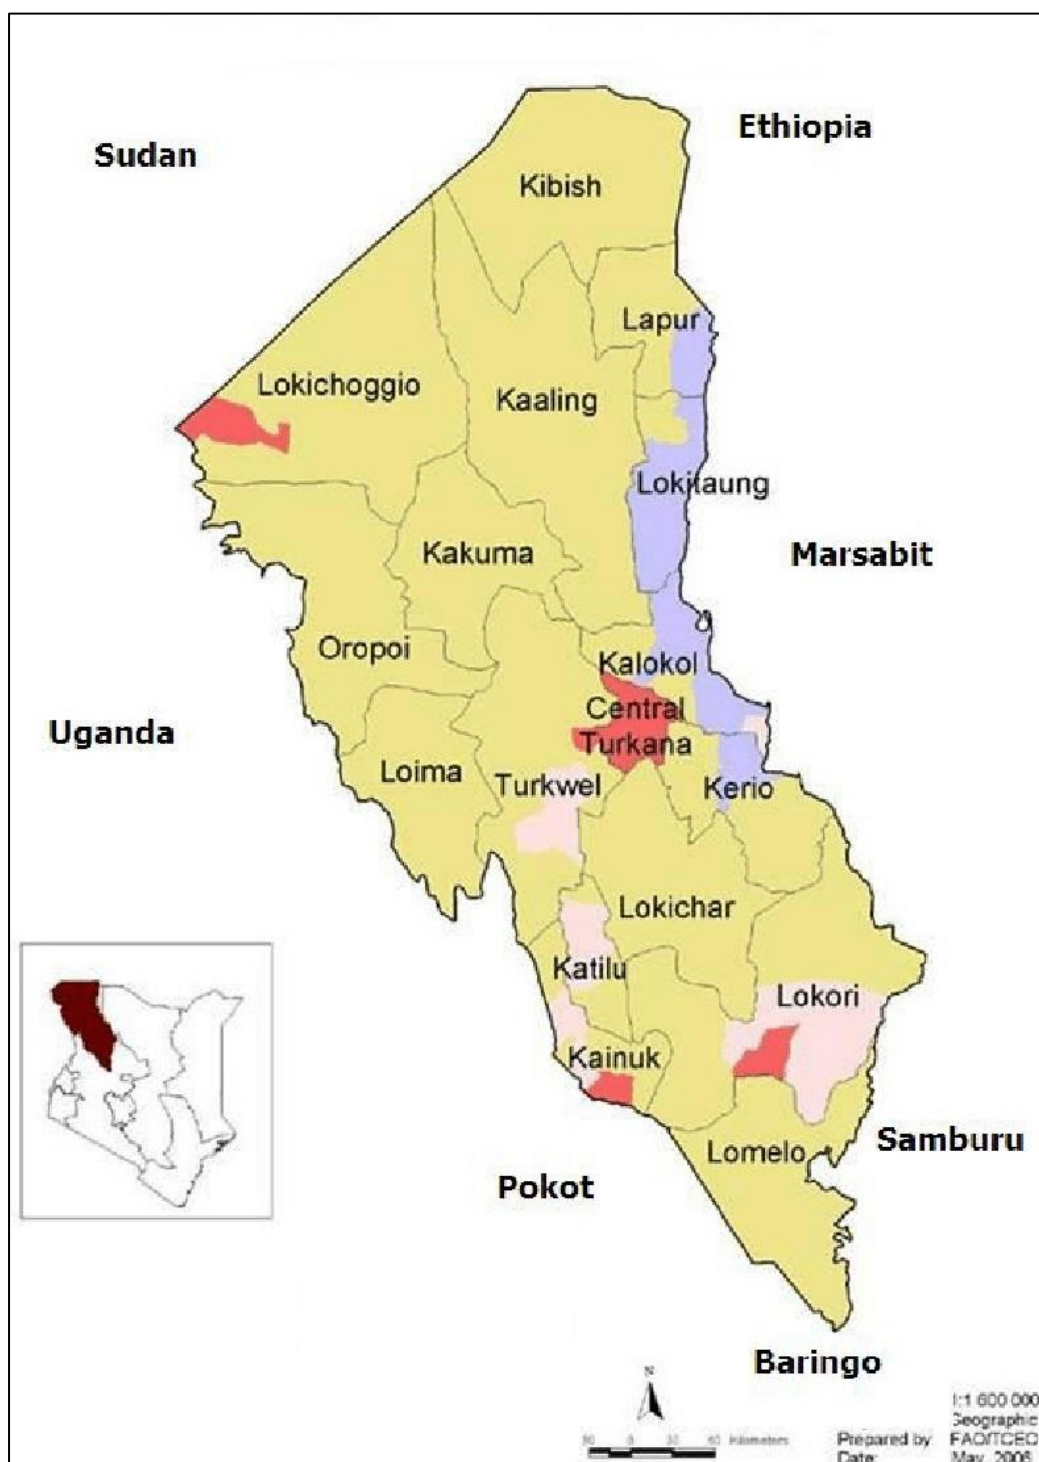 Ethiopia
Sudan
Kibish
Lapur
Lokichoggio
Kaaling
Lokitaung
Marsabit
Kakuma
Oropoi
Kalokol
Central
Turkana
Uganda
Loima
Turkwel
Kerio
Lokichar
Katilu
Lokori
Kainuk
Samburu
Lomelo
Pokot
Baringo
N
1:1 600 000
Geographic
Kilometers
Prepared by: FAO/TCEO
Date: May, 2006